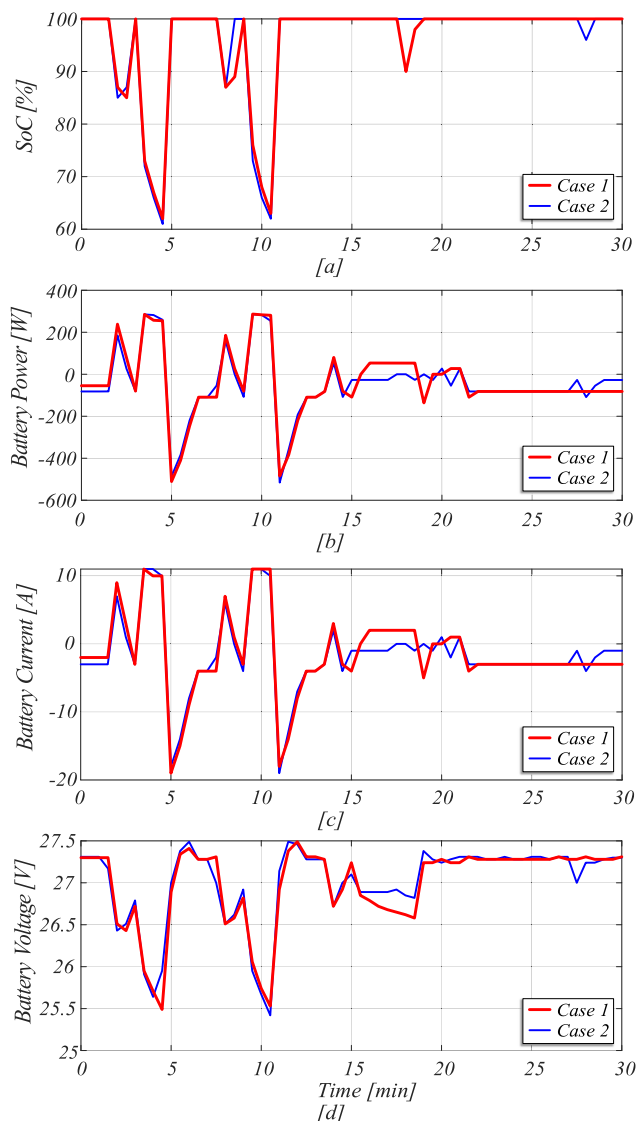 SoC [%]
100
90
80
70
60
Case 1
Case 2
0 5 10 15 20 25 30
[a]
Battery Power [W]
400
200
0
-200
-400
-600
Case 1
Case 2
0 5 10 15 20 25 30
[b]
Battery Current [A]
10
0
-10
-20
Case 1
Case 2
0 5 10 15 20 25 30
[c]
Battery Voltage [V]
27.5
27
26.5
26
25.5
25
Case 1
Case 2
0 5 10 15 20 25 30
Time [min]
[d]